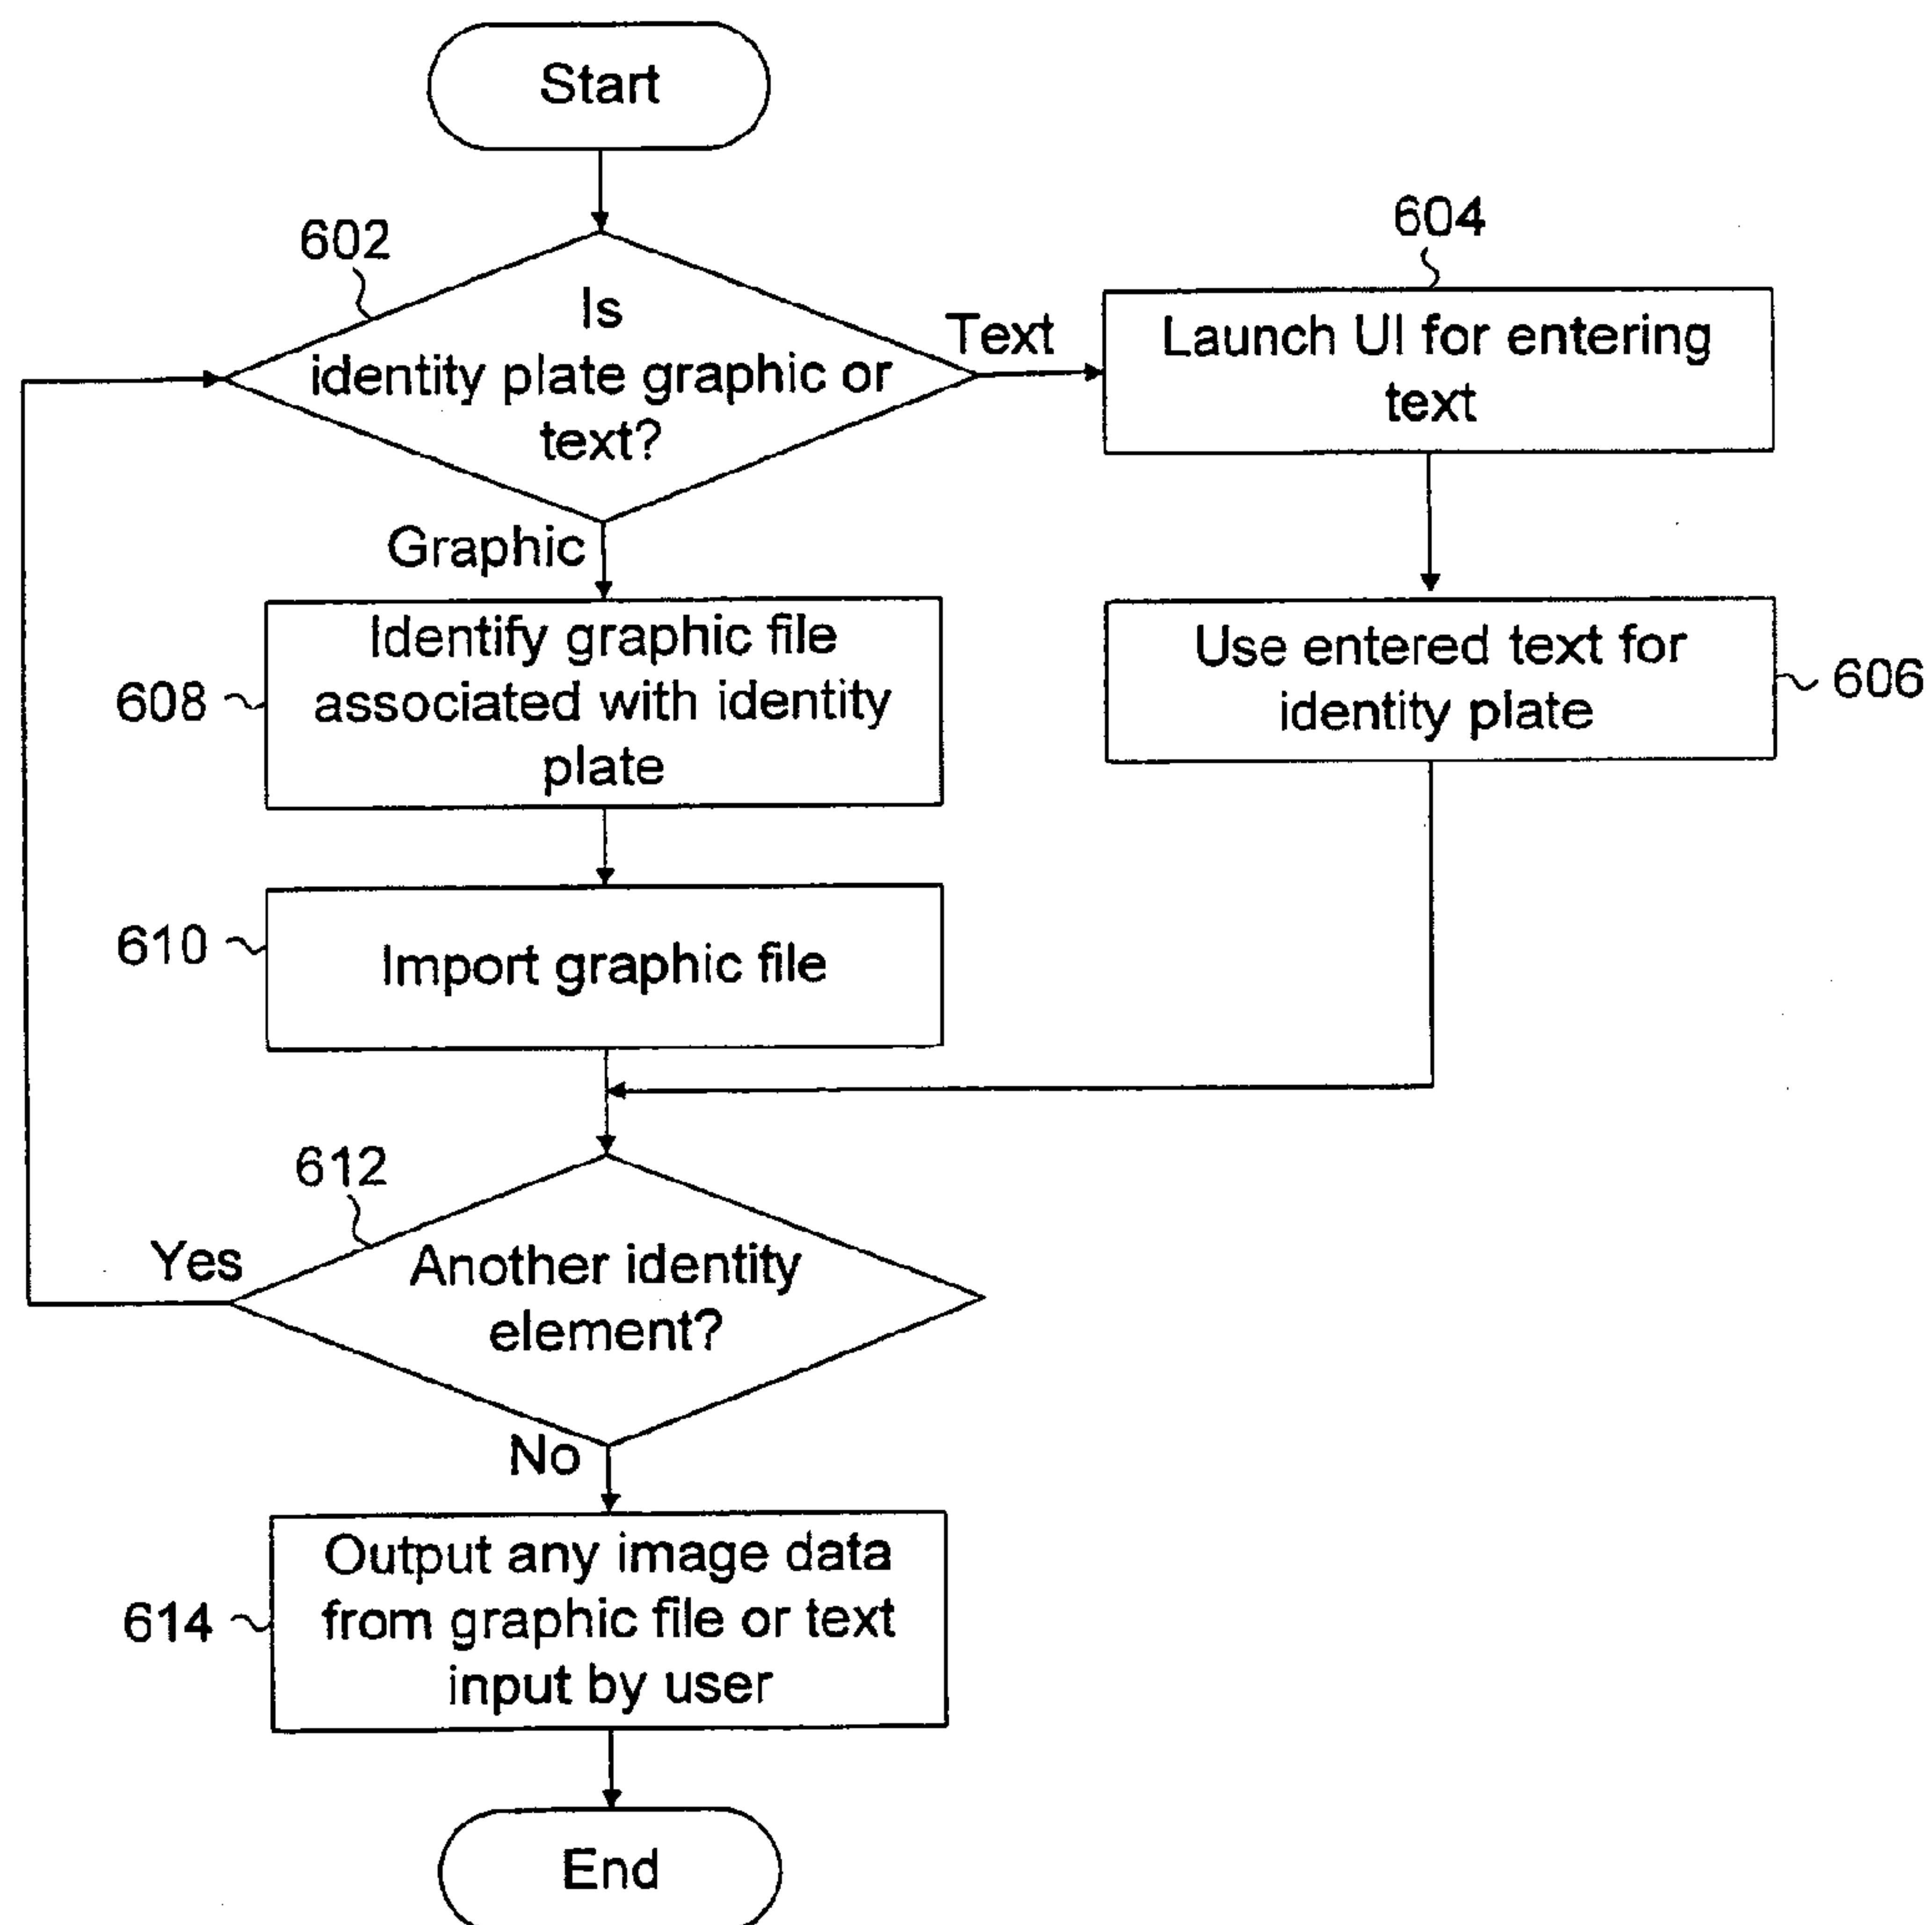 Start
602
Is
identity plate graphic or
text?
Text
604
Launch UI for entering
text
Graphic
608
Identify graphic file
associated with identity
plate
Use entered text for
identity plate
606
610
Import graphic file
612
Yes
Another identity
element?
No
614
Output any image data
from graphic file or text
input by user
End